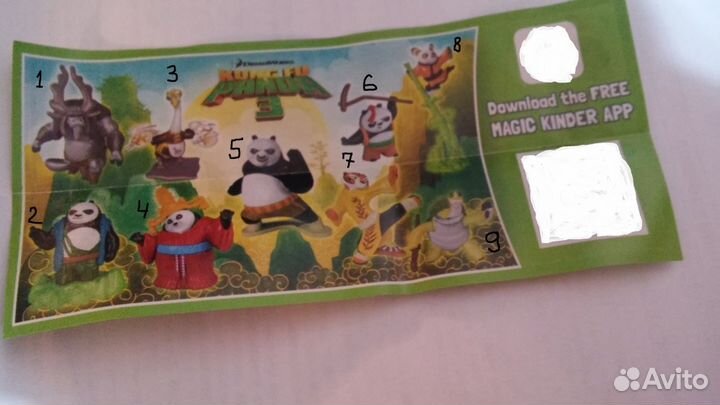 DREAMWORKS
KUNG FU
PANDA
3
1
3
6
8
5
7
2
4
9
Download the FREE
MAGIC KINDER APP
Avito